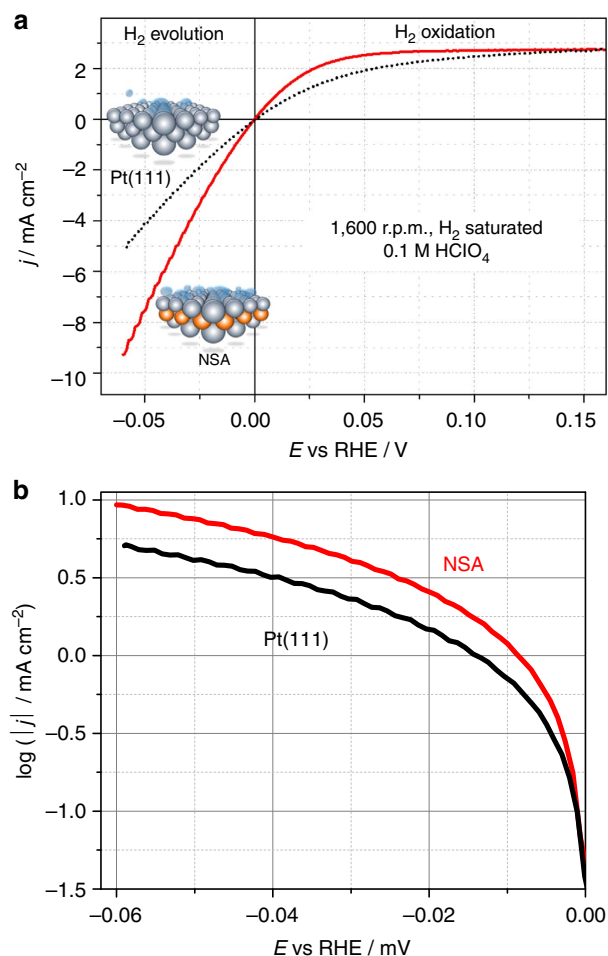 a
H₂ evolution
H₂ oxidation
2
0
−2
−4
−6
−8
−10
j / mA cm⁻²
Pt(111)
1,600 r.p.m., H₂ saturated
0.1 M HClO₄
NSA
−0.05
0.00
0.05
0.10
0.15
E vs RHE / V
b
1.0
0.5
0.0
−0.5
−1.0
−1.5
log (|j| / mA cm⁻²)
NSA
Pt(111)
−0.06
−0.04
−0.02
0.00
E vs RHE / mV